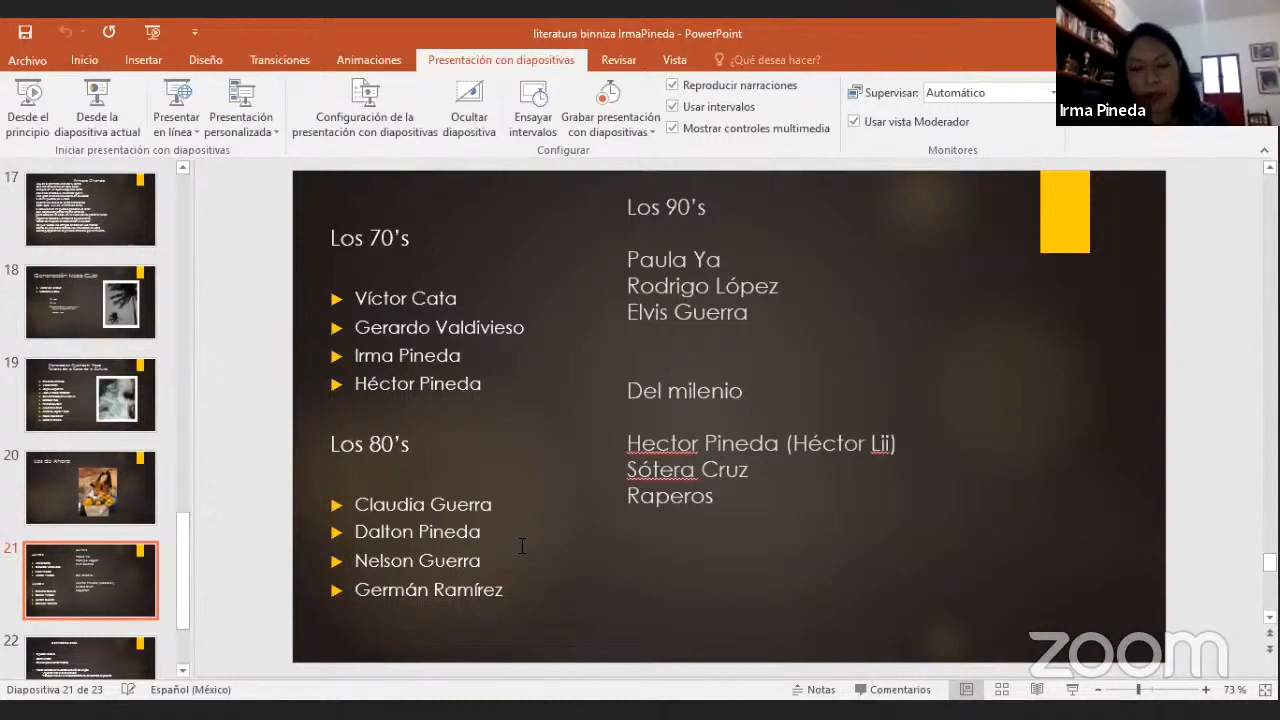 literatura binniza IrmaPineda - PowerPoint
Archivo Inicio Insertar Diseño Transiciones Animaciones Presentación con diapositivas Revisar Vista ¿Qué desea hacer?
Desde el principio
Desde la diapositiva actual
Presentar en línea
Presentación personalizada
Iniciar presentación con diapositivas
Configuración de la presentación con diapositivas
Ocultar diapositiva
Ensayar intervalos
Grabar presentación con diapositivas
Reproducir narraciones
Usar intervalos
Mostrar controles multimedia
Configurar
Supervisar: Automático
Usar vista Moderador
Monitores
Irma Pineda
17
18
19
20
Los de Ahora
21
22
Los 70's
Víctor Cata
Gerardo Valdivieso
Irma Pineda
Héctor Pineda
Los 80's
Claudia Guerra
Dalton Pineda
Nelson Guerra
Germán Ramírez
Los 90's
Paula Ya
Rodrigo López
Elvis Guerra
Del milenio
Hector Pineda (Héctor Lii)
Sótera Cruz
Raperos
zoom
Diapositiva 21 de 23 Español (México) Notas Comentarios 73 %